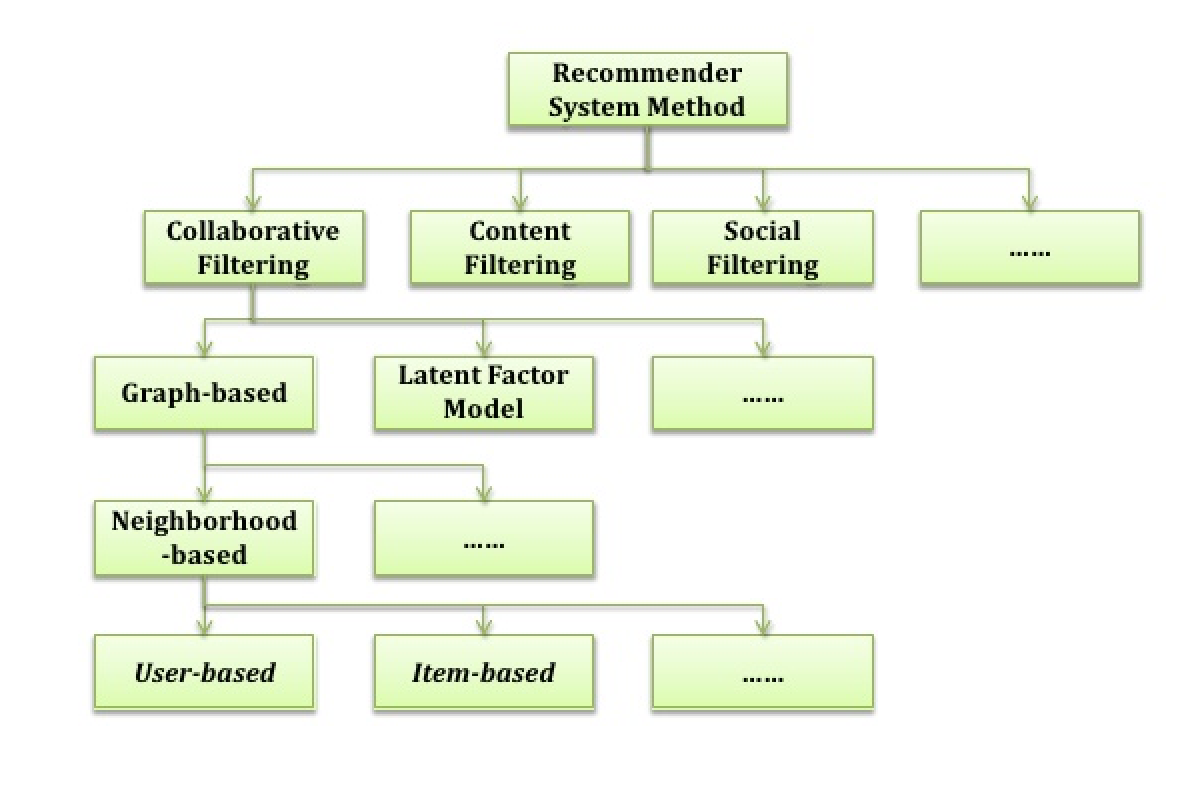 Recommender
System Method
Collaborative
Filtering
Content
Filtering
Social
Filtering
......
Graph-based
Latent Factor
Model
......
Neighborhood
-based
......
User-based
Item-based
......